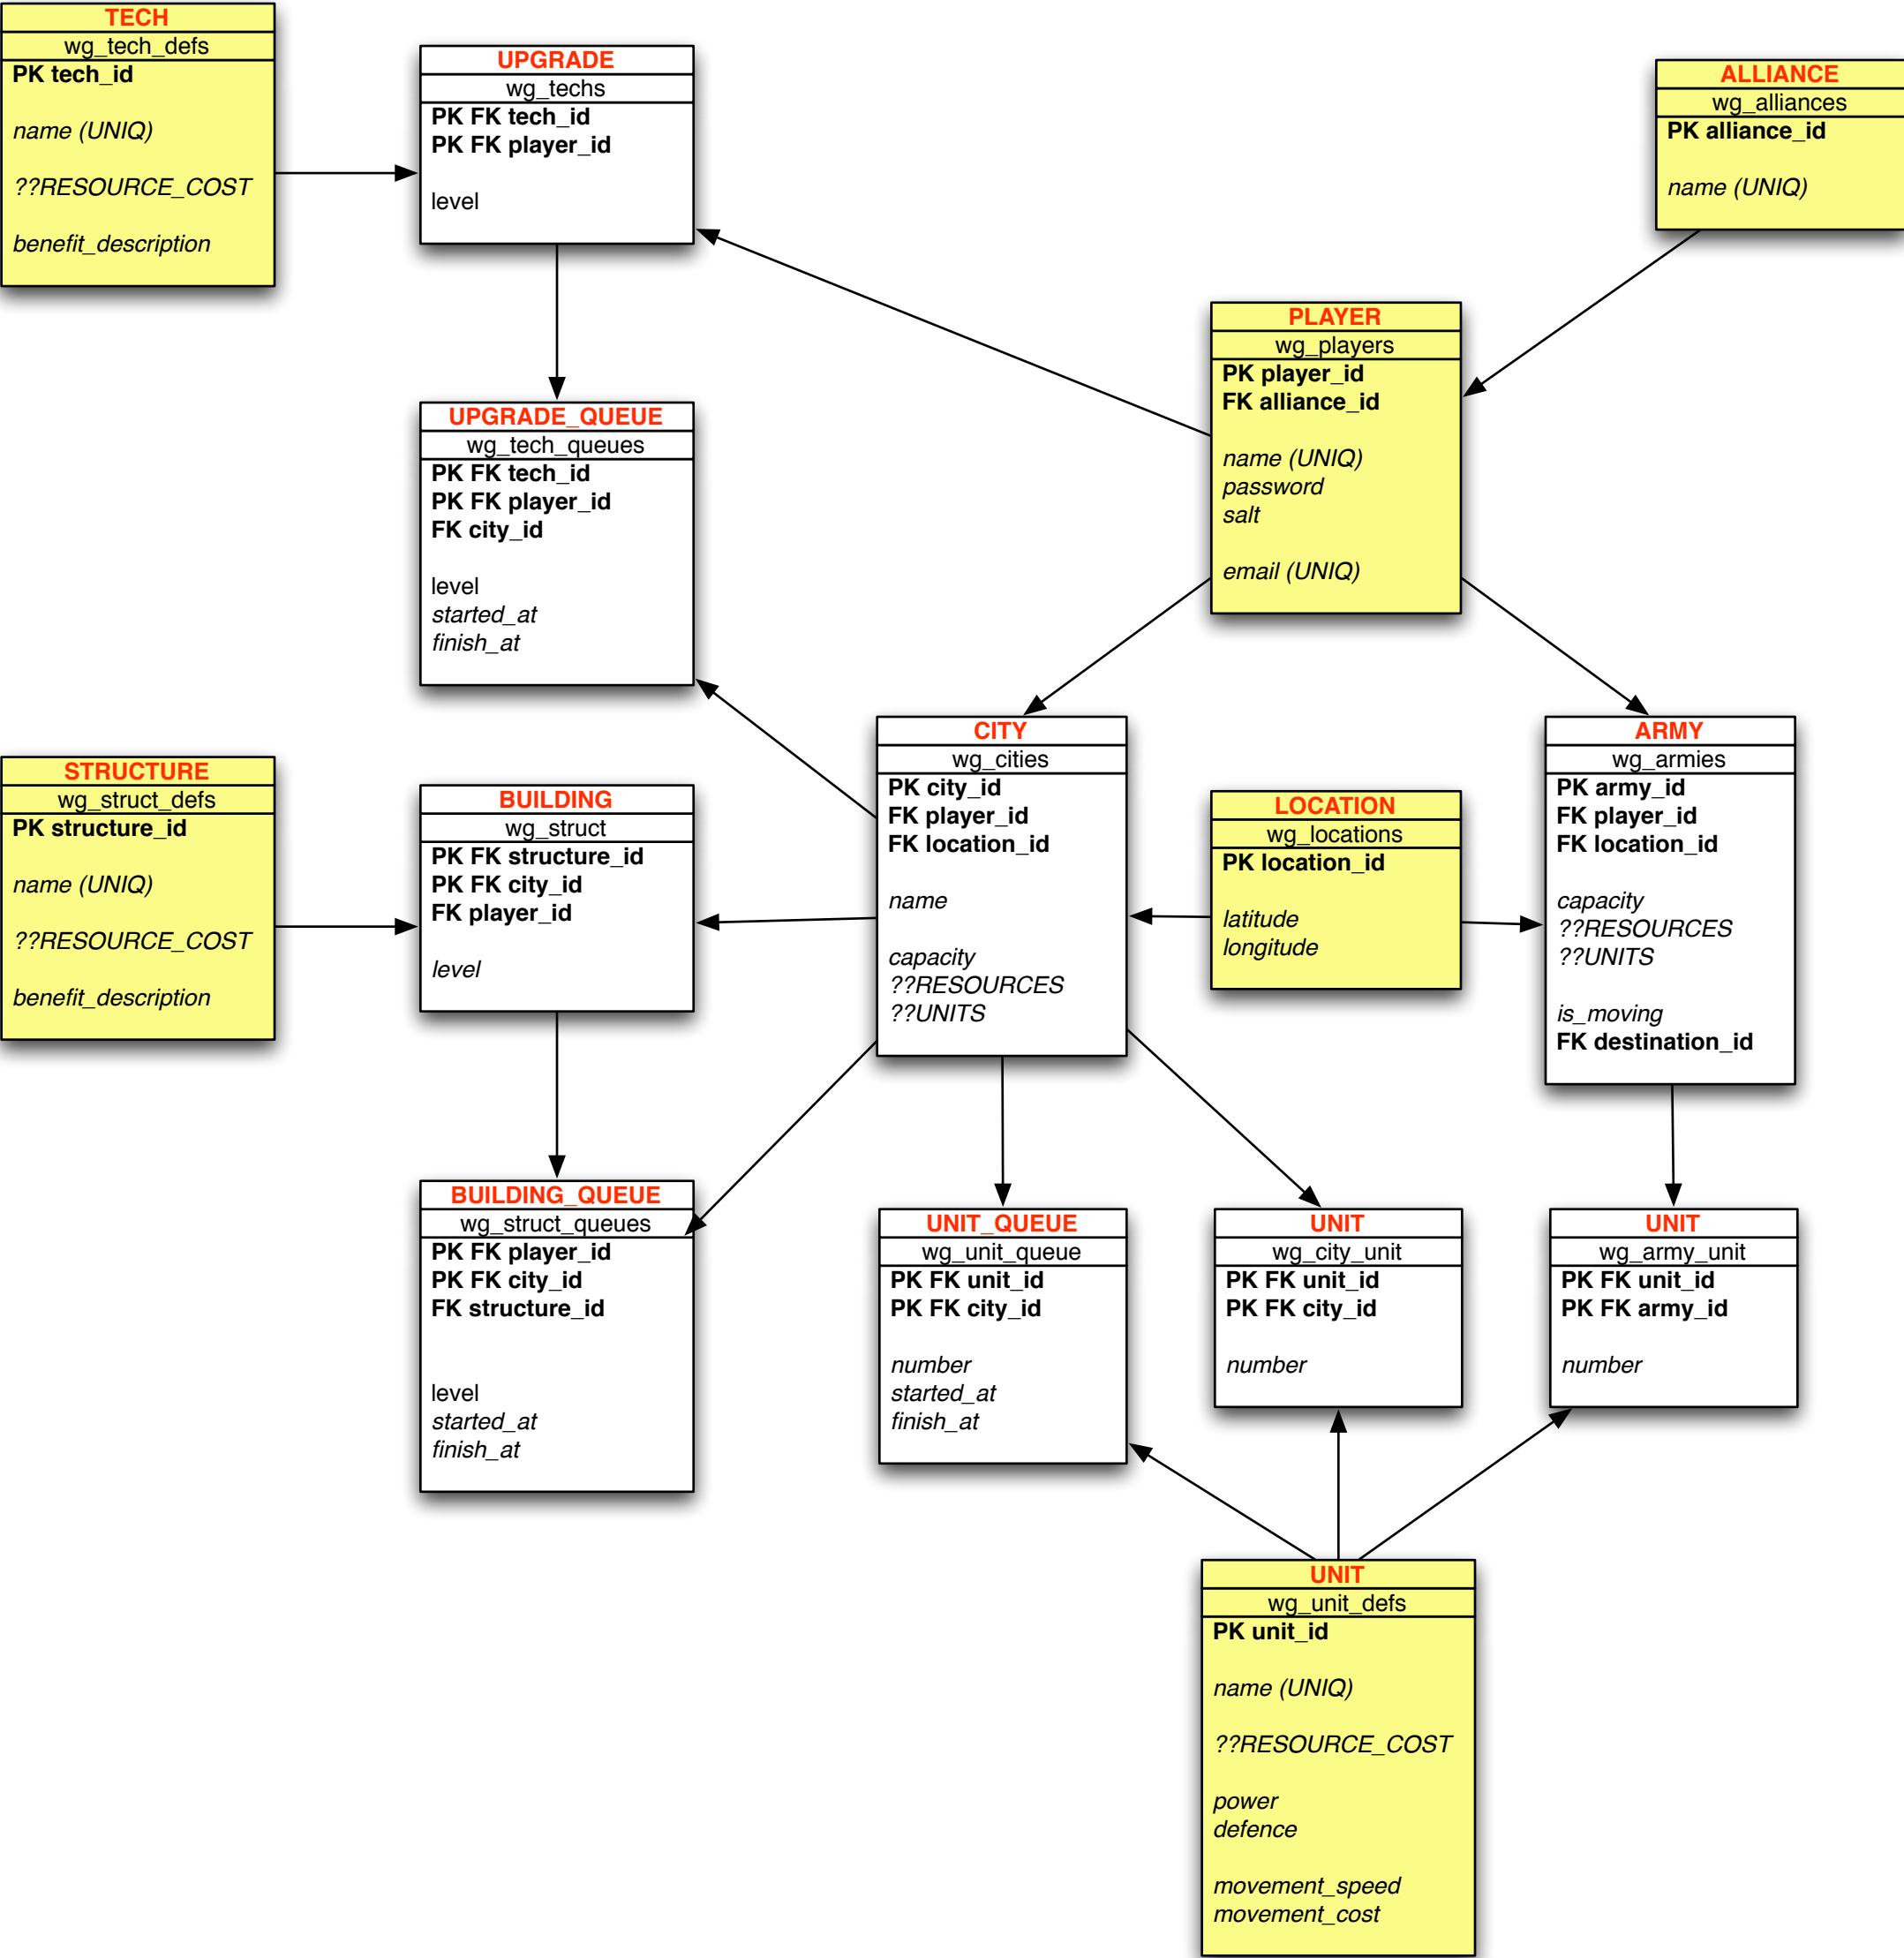 TECH
wg_tech_defs
PK tech_id
name (UNIQ)
??RESOURCE_COST
benefit_description
UPGRADE
wg_techs
PK FK tech_id
PK FK player_id
level
ALLIANCE
wg_alliances
PK alliance_id
name (UNIQ)
PLAYER
wg_players
PK player_id
FK alliance_id
name (UNIQ)
password
salt
email (UNIQ)
UPGRADE_QUEUE
wg_tech_queues
PK FK tech_id
PK FK player_id
FK city_id
level
started_at
finish_at
STRUCTURE
wg_struct_defs
PK structure_id
name (UNIQ)
??RESOURCE_COST
benefit_description
BUILDING
wg_struct
PK FK structure_id
PK FK city_id
FK player_id
level
CITY
wg_cities
PK city_id
FK player_id
FK location_id
name
capacity
??RESOURCES
??UNITS
LOCATION
wg_locations
PK location_id
latitude
longitude
ARMY
wg_armies
PK army_id
FK player_id
FK location_id
capacity
??RESOURCES
??UNITS
is_moving
FK destination_id
BUILDING_QUEUE
wg_struct_queues
PK FK player_id
PK FK city_id
FK structure_id
level
started_at
finish_at
UNIT_QUEUE
wg_unit_queue
PK FK unit_id
PK FK city_id
number
started_at
finish_at
UNIT
wg_city_unit
PK FK unit_id
PK FK city_id
number
UNIT
wg_army_unit
PK FK unit_id
PK FK army_id
number
UNIT
wg_unit_defs
PK unit_id
name (UNIQ)
??RESOURCE_COST
power
defence
movement_speed
movement_cost